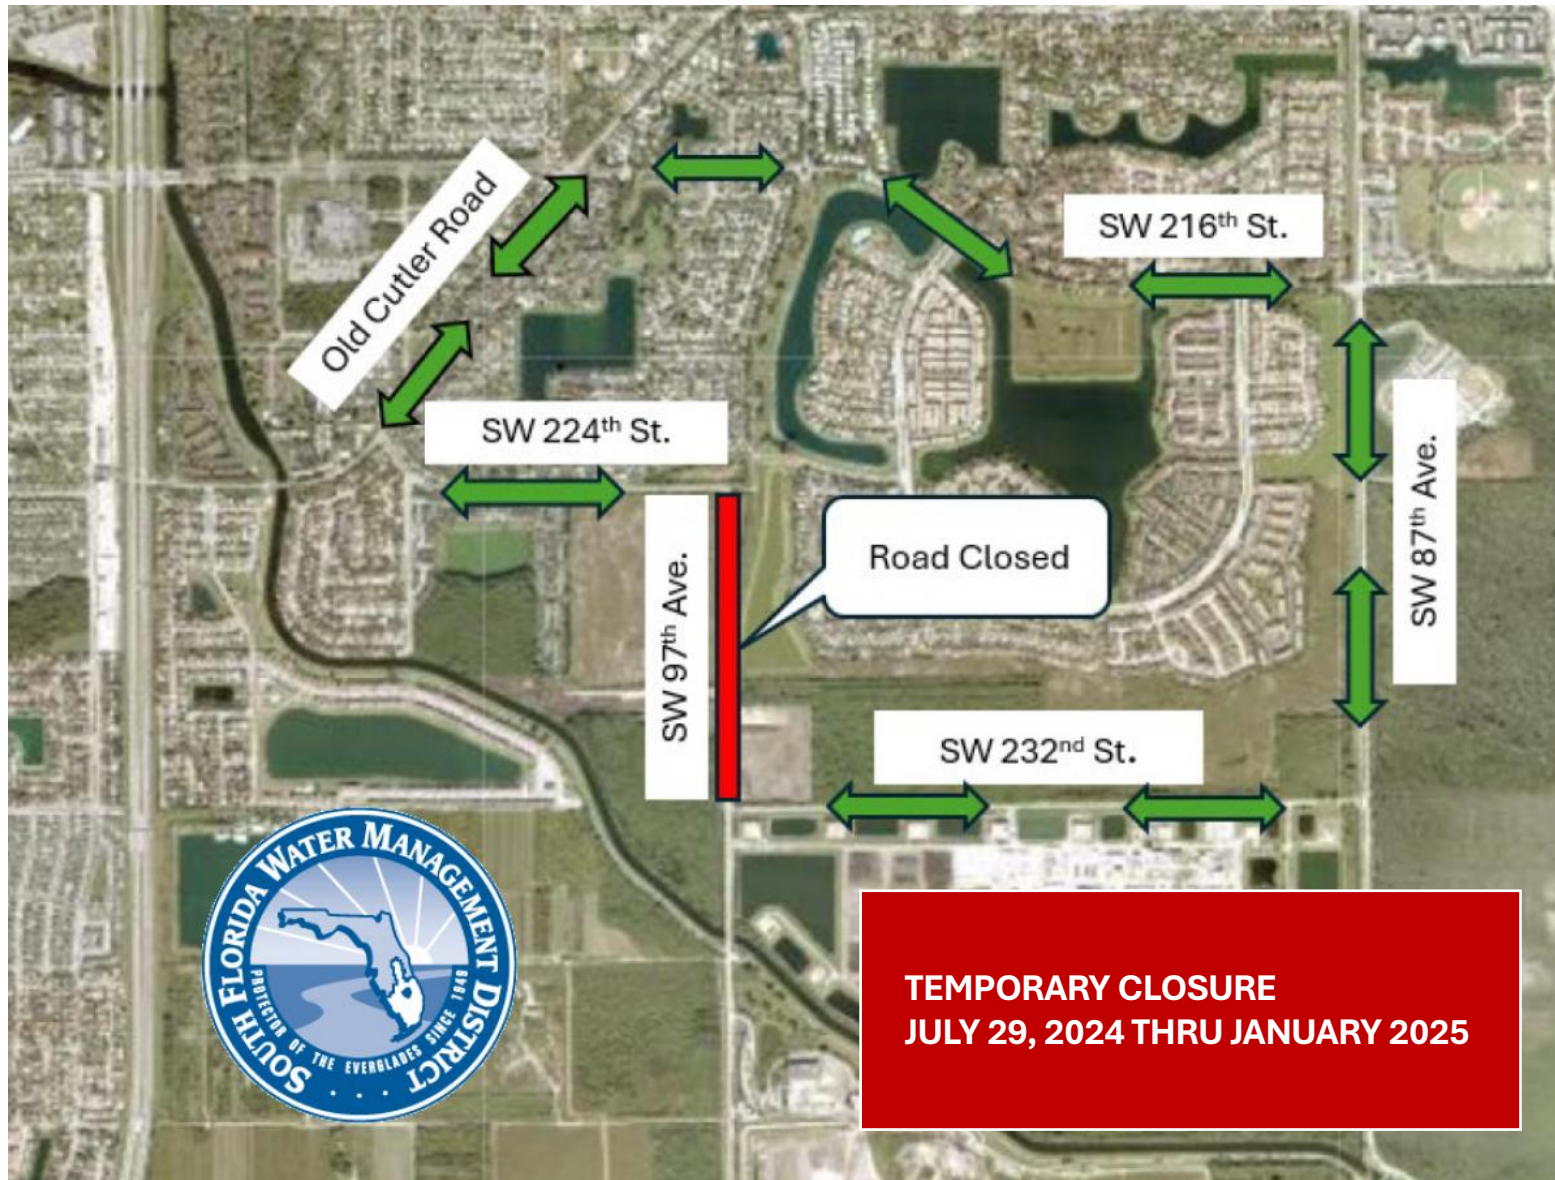 Old Cutler Road
SW 216th St.
SW 224th St.
SW 97th Ave.
Road Closed
SW 87th Ave.
SW 232nd St.
SOUTH FLORIDA WATER MANAGEMENT DISTRICT
PROTECTOR OF THE EVERGLADES SINCE 1949
TEMPORARY CLOSURE
JULY 29, 2024 THRU JANUARY 2025